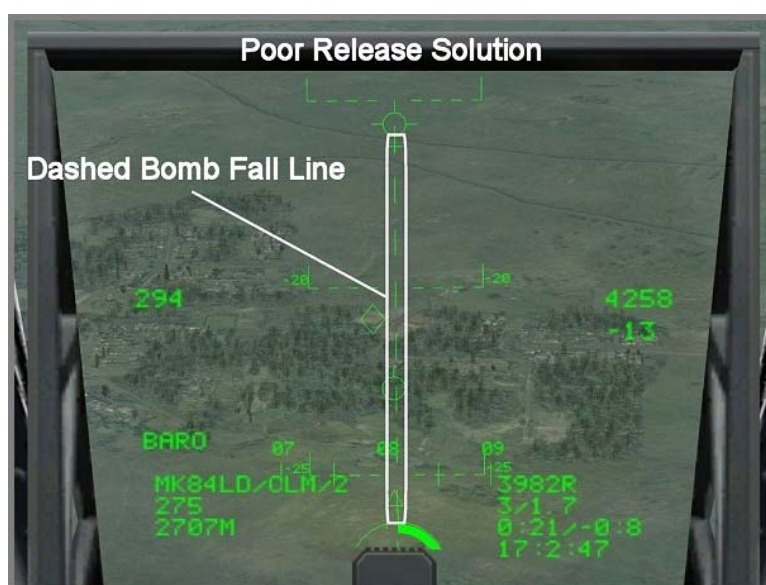 Poor Release Solution
Dashed Bomb Fall Line
-20 -20
294 4258
-13
BARO 07 08 09
-25 -25
MK84LD/CLM/2 3982R
275 3/1.7
2707M 0:21/-0:8
17:2:47